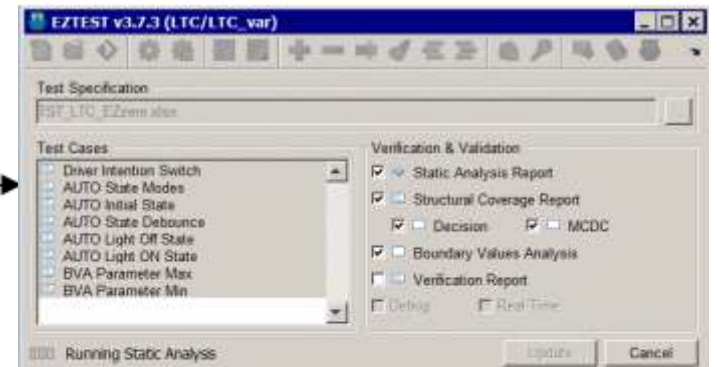 EZTEST v3.7.3 (LTC/LTC_var)
Test Specification
TST_LTC_EZ
Test Cases
Driver Intention Switch
AUTO State Modes
AUTO Initial State
AUTO State Debounce
AUTO Light Off State
AUTO Light ON State
BVA Parameter Max
BVA Parameter Min
Verification & Validation
Static Analysis Report
Structural Coverage Report
Decision MCDC
Boundary Values Analysis
Verification Report
Debug Real Time
Running Static Analysis
Update Cancel